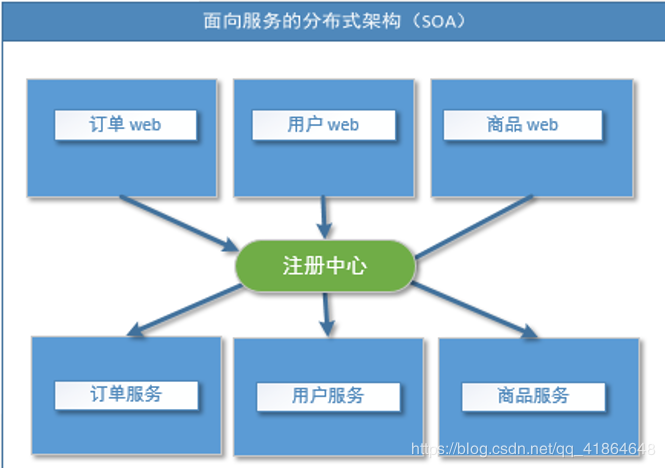 面向服务的分布式架构（SOA）
订单 web
用户 web
商品 web
注册中心
订单服务
用户服务
商品服务
https://blog.csdn.net/qq_41864648